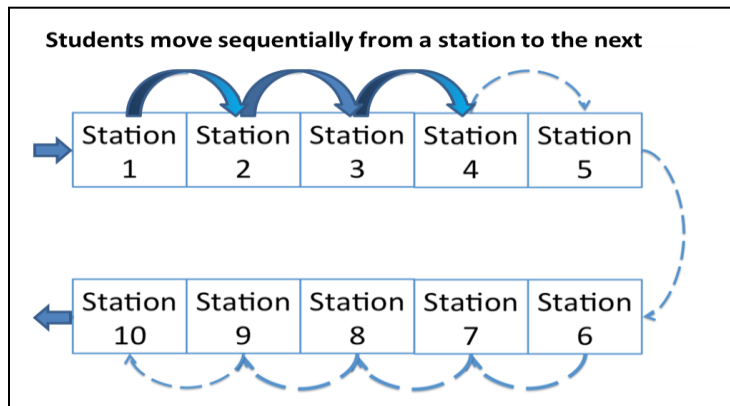 Students move sequentially from a station to the next
Station Station Station Station Station
1 2 3 4 5
Station Station Station Station Station
10 9 8 7 6